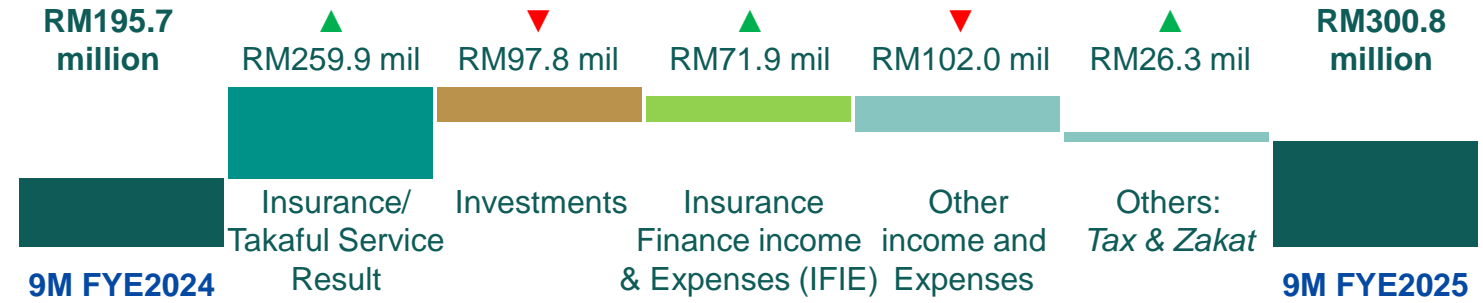 RM195.7
million
▲
RM259.9 mil
▼
RM97.8 mil
▲
RM71.9 mil
▼
RM102.0 mil
▲
RM26.3 mil
RM300.8
million
9M FYE2024
Insurance/
Takaful Service
Result
Investments
Insurance
Finance income
& Expenses (IFIE)
Other
income and
Expenses
Others:
Tax & Zakat
9M FYE2025